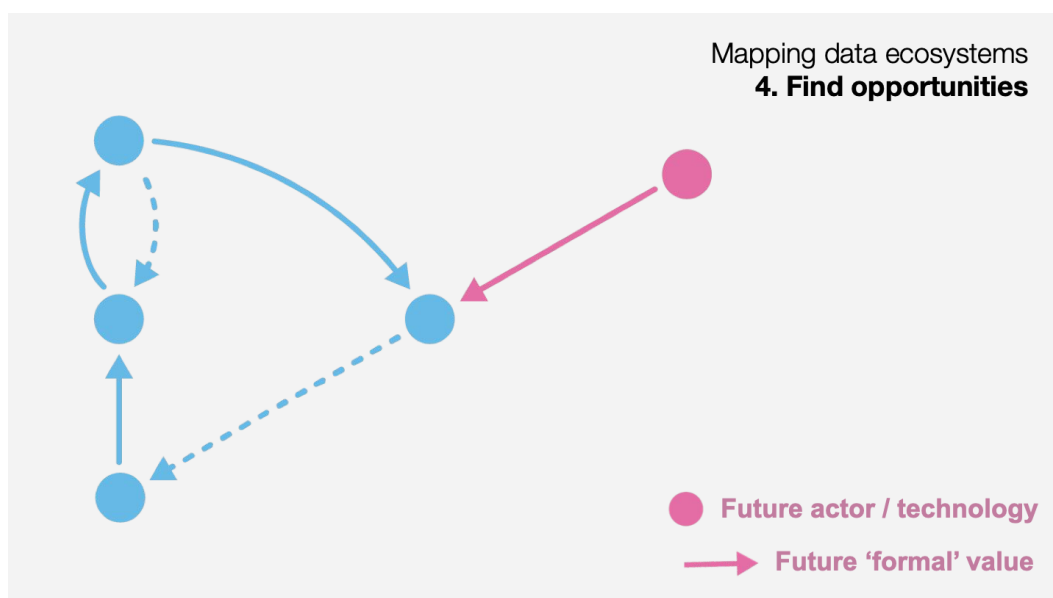 Mapping data ecosystems
4. Find opportunities
Future actor / technology
Future ‘formal’ value